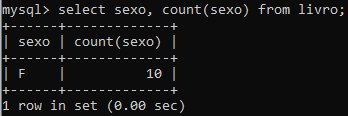 mysql> select sexo, count(sexo) from livro;
+------+-------------+
| sexo | count(sexo) |
+------+-------------+
| F    |          10 |
+------+-------------+
1 row in set (0.00 sec)